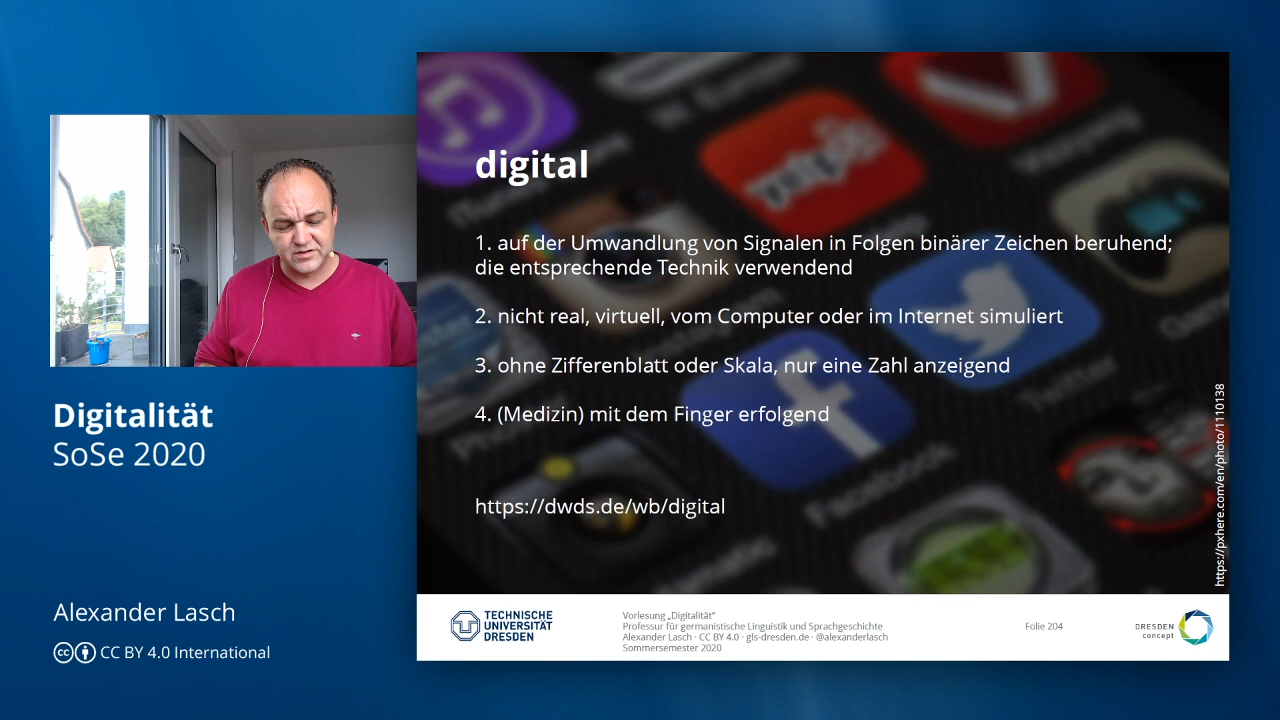 digital
1. auf der Umwandlung von Signalen in Folgen binärer Zeichen beruhend;
die entsprechende Technik verwendend
2. nicht real, virtuell, vom Computer oder im Internet simuliert
3. ohne Zifferenblatt oder Skala, nur eine Zahl anzeigend
4. (Medizin) mit dem Finger erfolgend
https://dwds.de/wb/digital
https://pxhere.com/en/photo/1110138
yelp
Twitter
Facebook
Digitalität
SoSe 2020
Alexander Lasch
CC BY 4.0 International
TECHNISCHE
UNIVERSITÄT
DRESDEN
Vorlesung „Digitalität“
Professur für germanistische Linguistik und Sprachgeschichte
Alexander Lasch · CC BY 4.0 · gls-dresden.de · @alexanderlasch
Sommersemester 2020
Folie 204
DRESDEN
concept